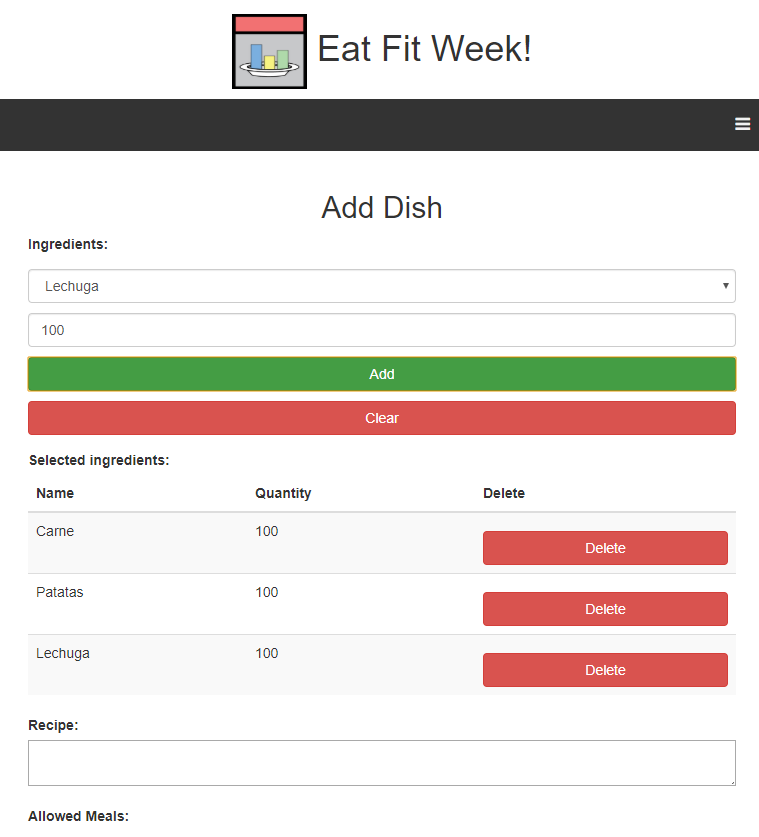 Eat Fit Week!
Add Dish
Ingredients:
Lechuga
100
Add
Clear
Selected ingredients:
Name Quantity Delete
Carne 100 Delete
Patatas 100 Delete
Lechuga 100 Delete
Recipe:
Allowed Meals: